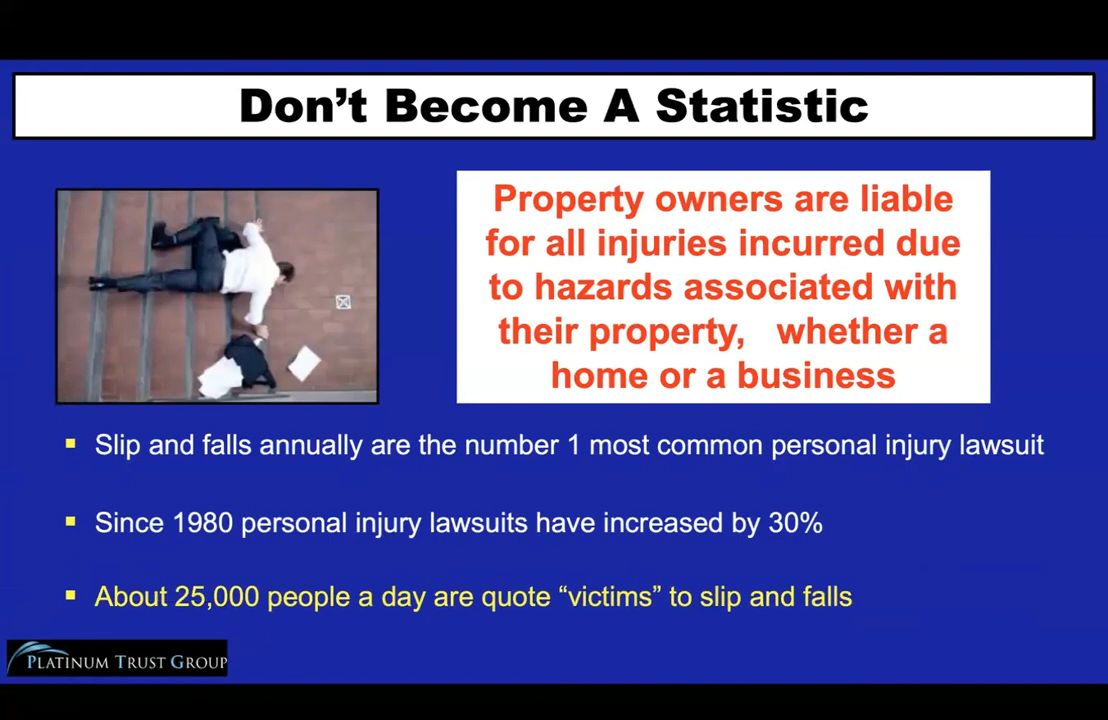 Don't Become A Statistic
Property owners are liable
for all injuries incurred due
to hazards associated with
their property, whether a
home or a business
Slip and falls annually are the number 1 most common personal injury lawsuit
Since 1980 personal injury lawsuits have increased by 30%
About 25,000 people a day are quote “victims” to slip and falls
PLATINUM TRUST GROUP